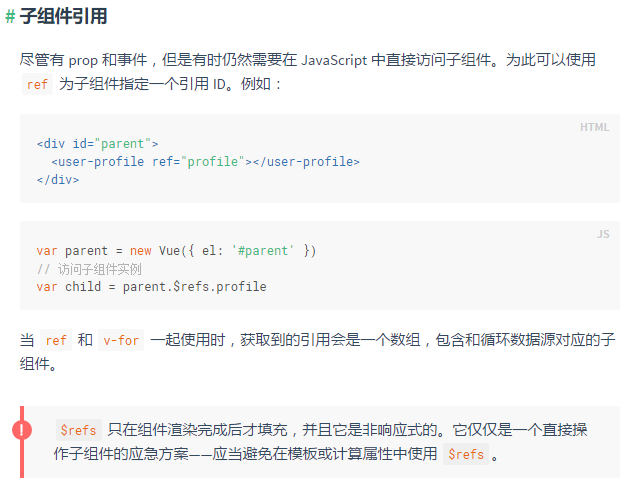 # 子组件引用
尽管有 prop 和事件，但是有时仍然需要在 JavaScript 中直接访问子组件。为此可以使用
ref 为子组件指定一个引用 ID。例如：
HTML
<div id="parent">
  <user-profile ref="profile"></user-profile>
</div>
JS
var parent = new Vue({ el: '#parent' })
// 访问子组件实例
var child = parent.$refs.profile
当 ref 和 v-for 一起使用时，获取到的引用会是一个数组，包含和循环数据源对应的子
组件。
!
$refs 只在组件渲染完成后才填充，并且它是非响应式的。它仅仅是一个直接操
作子组件的应急方案——应当避免在模板或计算属性中使用 $refs 。